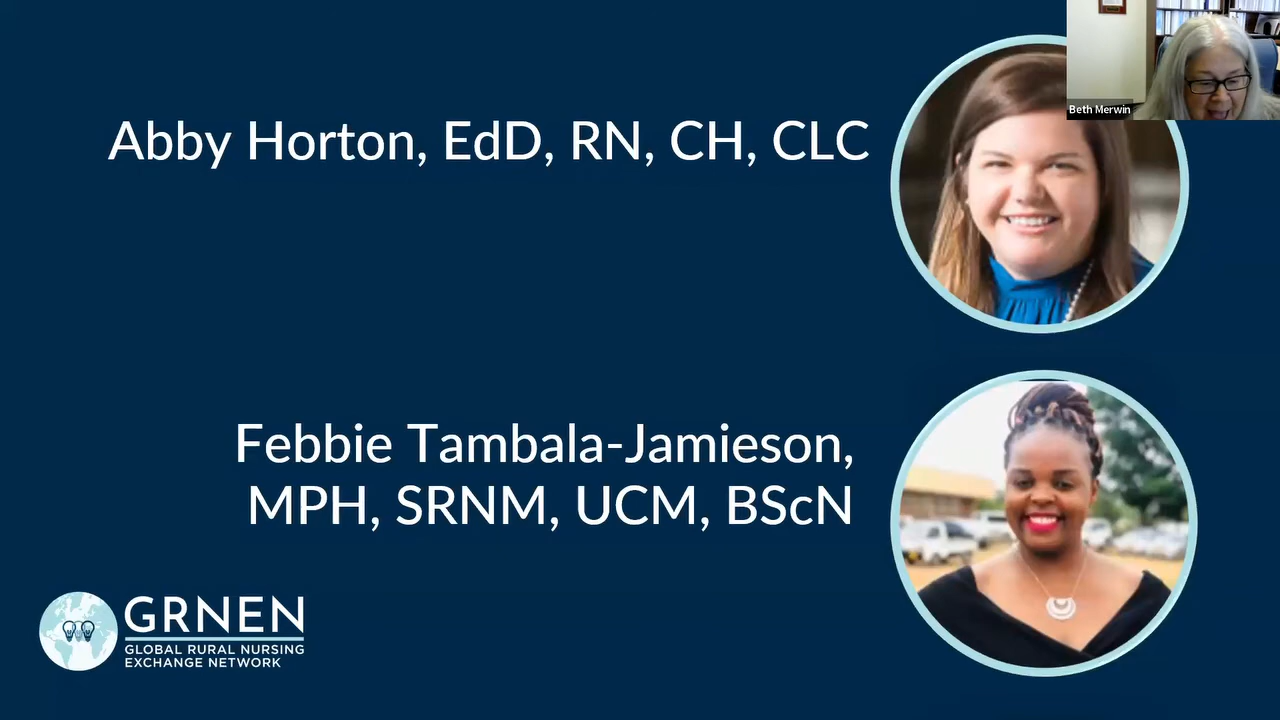 Beth Merwin
Abby Horton, EdD, RN, CH, CLC
Febbie Tambala-Jamieson,
MPH, SRNM, UCM, BScN
GRNEN
GLOBAL RURAL NURSING
EXCHANGE NETWORK